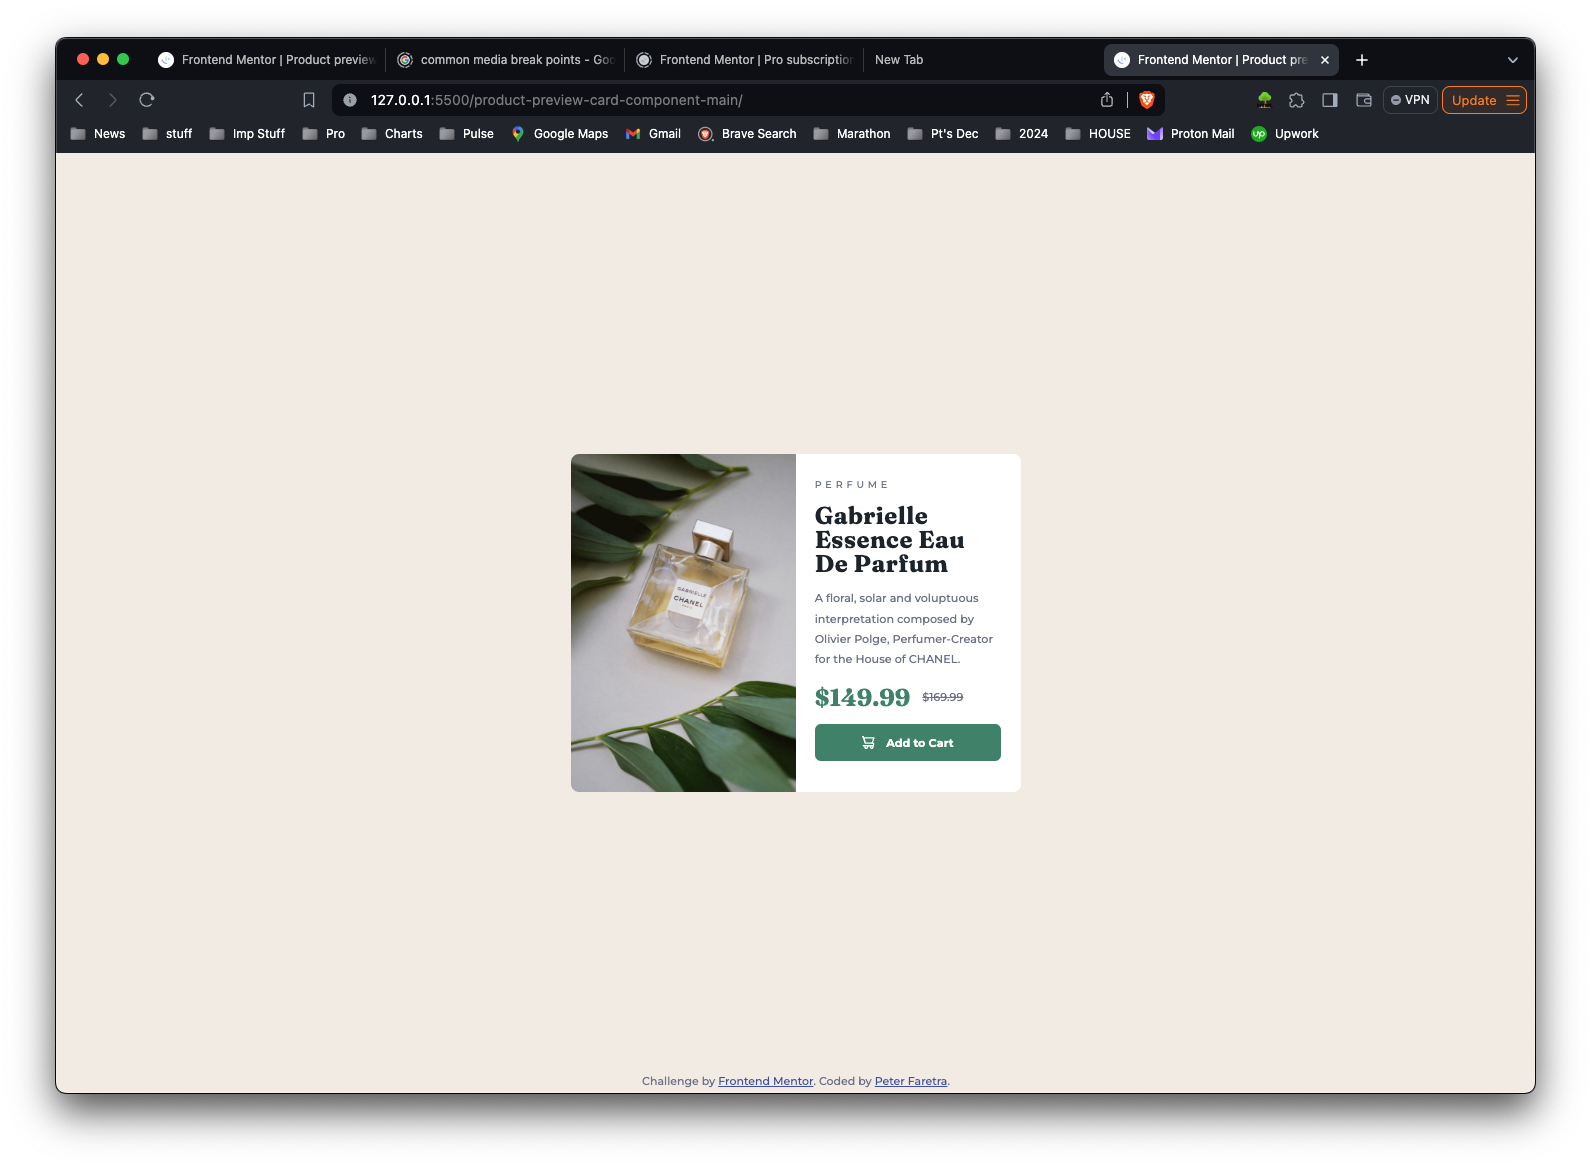 Frontend Mentor | Product preview
common media break points - Goo
Frontend Mentor | Pro subscription
New Tab
Frontend Mentor | Product pre
127.0.0.1:5500/product-preview-card-component-main/
VPN
Update
News stuff Imp Stuff Pro Charts Pulse Google Maps Gmail Brave Search Marathon Pt's Dec 2024 HOUSE Proton Mail up Upwork
PERFUME
Gabrielle
Essence Eau
De Parfum
A floral, solar and voluptuous
interpretation composed by
Olivier Polge, Perfumer-Creator
for the House of CHANEL.
$149.99 $169.99
Add to Cart
GABRIELLE
CHANEL
PARIS
Challenge by Frontend Mentor. Coded by Peter Faretra.